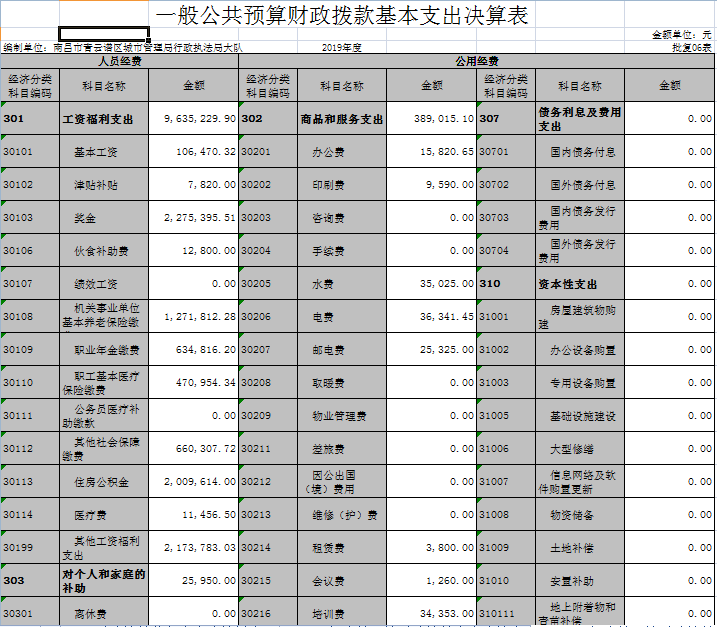 一般公共预算财政拨款基本支出决算表
金额单位：元
编制单位：南昌市青云谱区城市管理局行政执法局大队 2019年度 批复06表
人员经费 公用经费
经济分类科目编码 科目名称 金额 经济分类科目编码 科目名称 金额 经济分类科目编码 科目名称 金额
301 工资福利支出 9,635,229.90 302 商品和服务支出 389,015.10 307 债务利息及费用支出 0.00
30101 基本工资 106,470.32 30201 办公费 15,820.65 30701 国内债务付息 0.00
30102 津贴补贴 7,820.00 30202 印刷费 9,590.00 30702 国外债务付息 0.00
30103 奖金 2,275,395.51 30203 咨询费 0.00 30703 国内债务发行费用 0.00
30106 伙食补助费 12,800.00 30204 手续费 0.00 30704 国外债务发行费用 0.00
30107 绩效工资 0.00 30205 水费 35,025.00 310 资本性支出 0.00
30108 机关事业单位基本养老保险缴 1,271,812.28 30206 电费 36,341.45 31001 房屋建筑物购建 0.00
30109 职业年金缴费 634,816.20 30207 邮电费 25,325.00 31002 办公设备购置 0.00
30110 职工基本医疗保险缴费 470,954.34 30208 取暖费 0.00 31003 专用设备购置 0.00
30111 公务员医疗补助缴款 0.00 30209 物业管理费 0.00 31005 基础设施建设 0.00
30112 其他社会保障缴费 660,307.72 30211 差旅费 0.00 31006 大型修缮 0.00
30113 住房公积金 2,009,614.00 30212 因公出国（境）费用 0.00 31007 信息网络及软件购置更新 0.00
30114 医疗费 11,456.50 30213 维修（护）费 0.00 31008 物资储备 0.00
30199 其他工资福利支出 2,173,783.03 30214 租赁费 3,800.00 31009 土地补偿 0.00
303 对个人和家庭的补助 25,950.00 30215 会议费 1,260.00 31010 安置补助 0.00
30301 离休费 0.00 30216 培训费 34,353.00 310111 地上附着物和青苗补偿 0.00